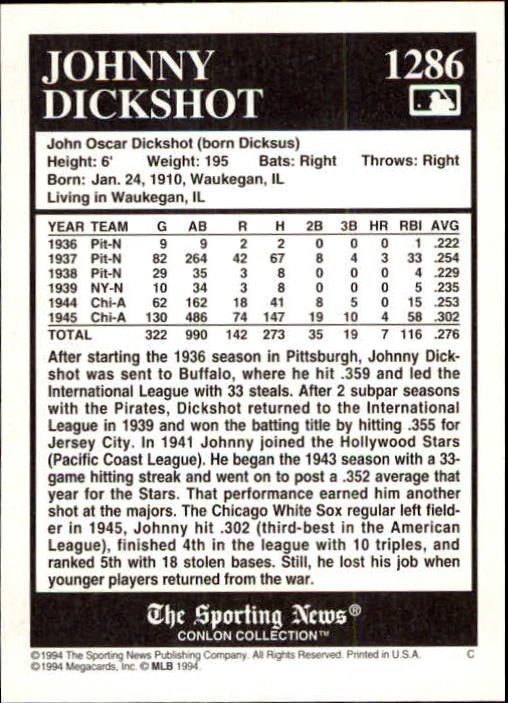 JOHNNY 1286
DICKSHOT
John Oscar Dickshot (born Dicksus)
Height: 6' Weight: 195 Bats: Right Throws: Right
Born: Jan. 24, 1910, Waukegan, IL
Living in Waukegan, IL
YEAR TEAM G AB R H 2B 3B HR RBI AVG
1936 Pit-N 9 9 2 2 0 0 0 1 .222
1937 Pit-N 82 264 42 67 8 4 3 33 .254
1938 Pit-N 29 35 3 8 0 0 0 4 .229
1939 NY-N 10 34 3 8 0 0 0 5 .235
1944 Chi-A 62 162 18 41 8 5 0 15 .253
1945 Chi-A 130 486 74 147 19 10 4 58 .302
TOTAL 322 990 142 273 35 19 7 116 .276
After starting the 1936 season in Pittsburgh, Johnny Dick-
shot was sent to Buffalo, where he hit .359 and led the
International League with 33 steals. After 2 subpar seasons
with the Pirates, Dickshot returned to the International
League in 1939 and won the batting title by hitting .355 for
Jersey City. In 1941 Johnny joined the Hollywood Stars
(Pacific Coast League). He began the 1943 season with a 33-
game hitting streak and went on to post a .352 average that
year for the Stars. That performance earned him another
shot at the majors. The Chicago White Sox regular left field-
er in 1945, Johnny hit .302 (third-best in the American
League), finished 4th in the league with 10 triples, and
ranked 5th with 18 stolen bases. Still, he lost his job when
younger players returned from the war.
The Sporting News®
CONLON COLLECTION™
©1994 The Sporting News Publishing Company. All Rights Reserved. Printed in U.S.A. C
©1994 Megacards, Inc. © MLB 1994.